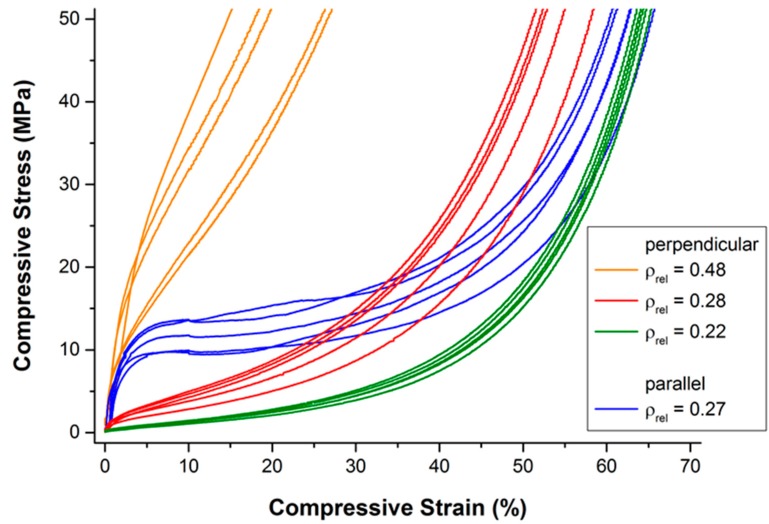 50
40
30
20
10
0
Compressive Stress (MPa)
0 10 20 30 40 50 60 70
Compressive Strain (%)
perpendicular
ρrel = 0.48
ρrel = 0.28
ρrel = 0.22
parallel
ρrel = 0.27